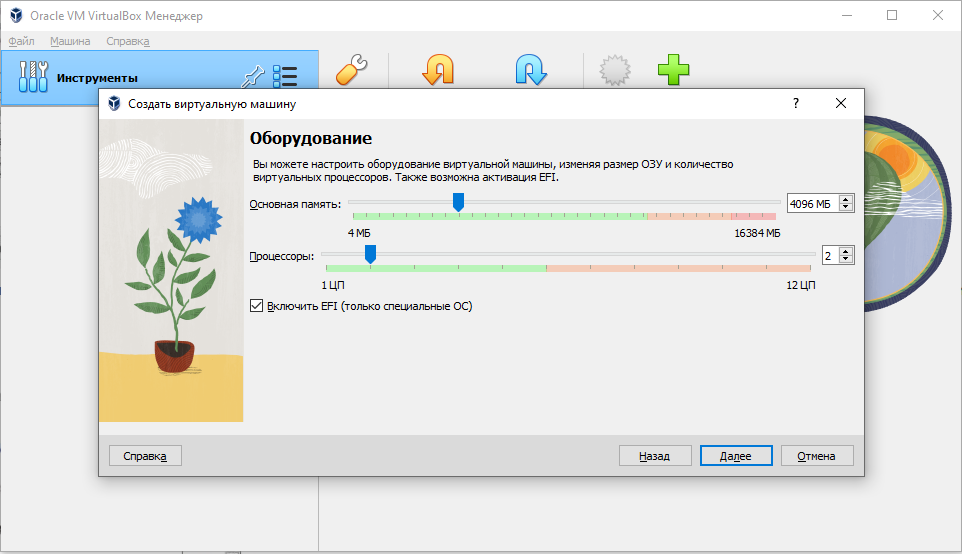 Oracle VM VirtualBox Менеджер
Файл Машина Справка
Инструменты
Создать виртуальную машину
?
Оборудование
Вы можете настроить оборудование виртуальной машины, изменяя размер ОЗУ и количество
виртуальных процессоров. Также возможна активация EFI.
Основная память: 4096 МБ
4 МБ 16384 МБ
Процессоры: 2
1 ЦП 12 ЦП
Включить EFI (только специальные ОС)
Справка Назад Далее Отмена